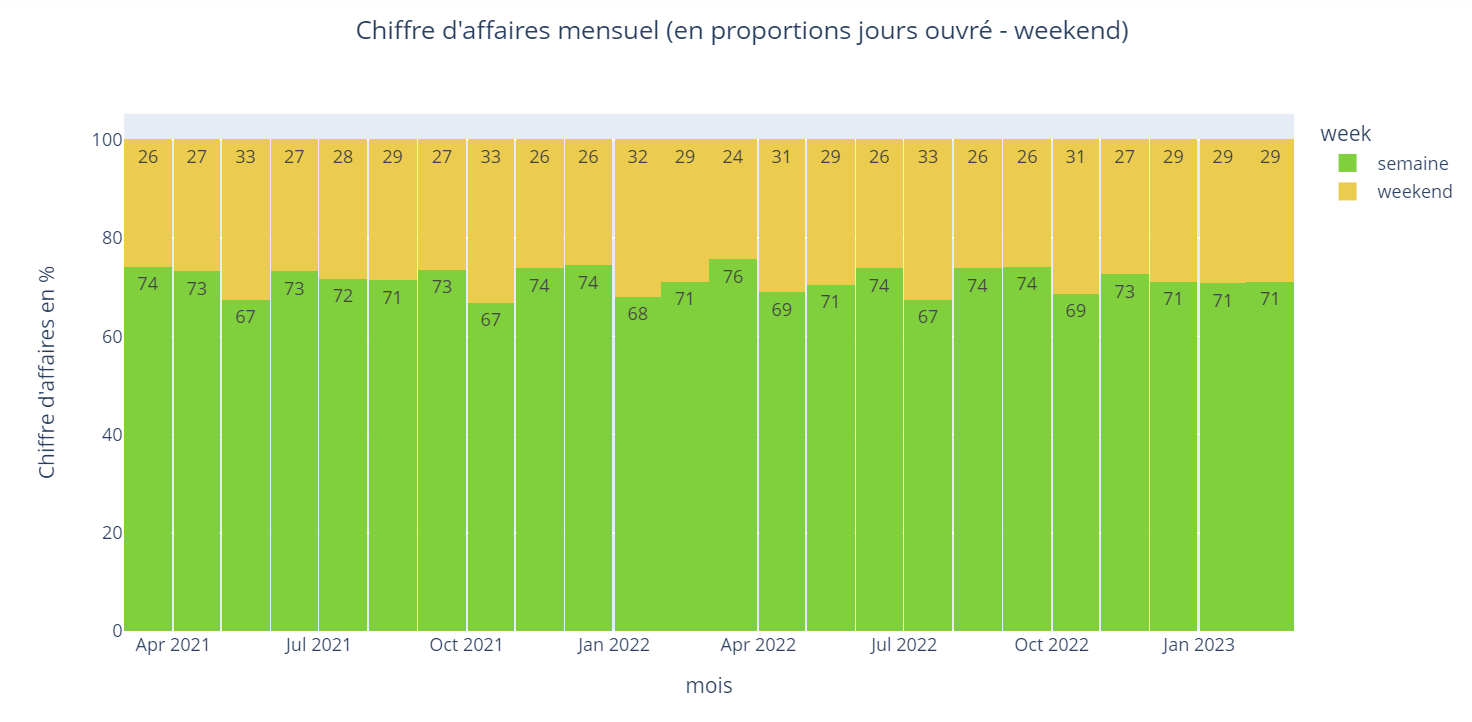 Chiffre d'affaires mensuel (en proportions jours ouvré - weekend)
week
semaine
weekend
Chiffre d'affaires en %
100
80
60
40
20
0
26 27 33 27 28 29 27 33 26 26 32 29 24 31 29 26 33 26 26 31 27 29 29 29
74 73 67 73 72 71 73 67 74 74 68 71 76 69 71 74 67 74 74 69 73 71 71 71
Apr 2021 Jul 2021 Oct 2021 Jan 2022 Apr 2022 Jul 2022 Oct 2022 Jan 2023
mois